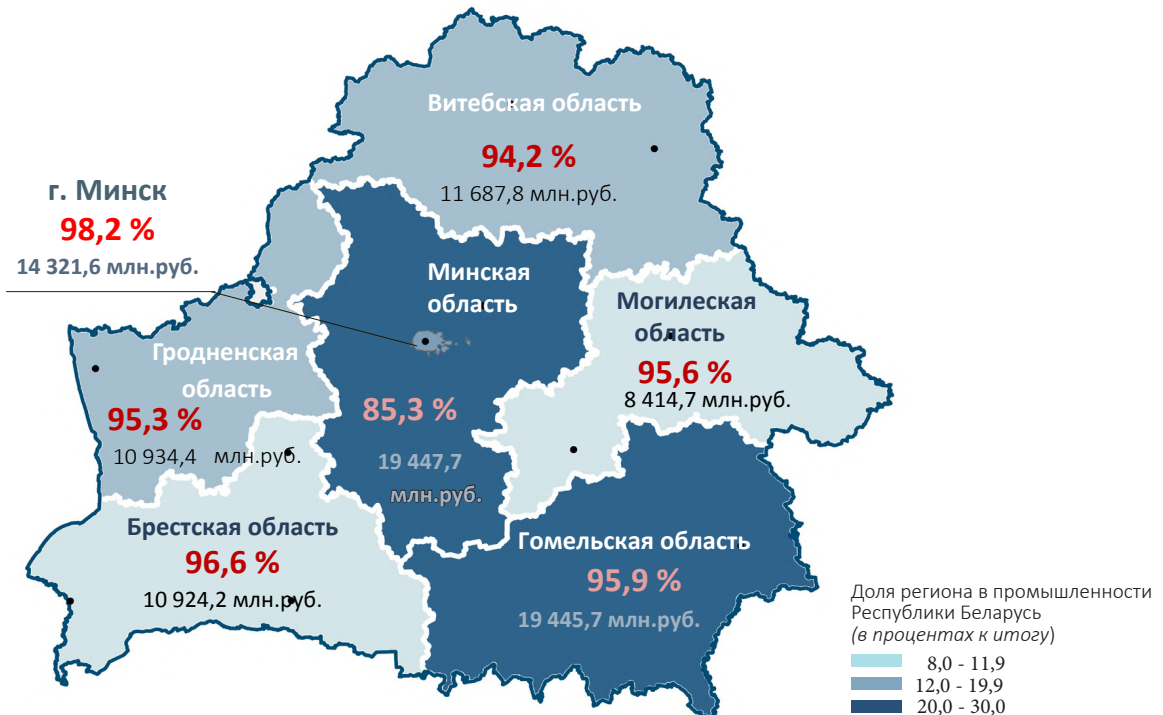 Витебская область
94,2 %
11 687,8 млн.руб.
г. Минск
98,2 %
14 321,6 млн.руб.
Минская
область
85,3 %
19 447,7
млн.руб.
Могилеская
область
95,6 %
8 414,7 млн.руб.
Гродненская
область
95,3 %
10 934,4 млн.руб.
Брестская область
96,6 %
10 924,2 млн.руб.
Гомельская область
95,9 %
19 445,7 млн.руб.
Доля региона в промышленности
Республики Беларусь
(в процентах к итогу)
8,0 - 11,9
12,0 - 19,9
20,0 - 30,0